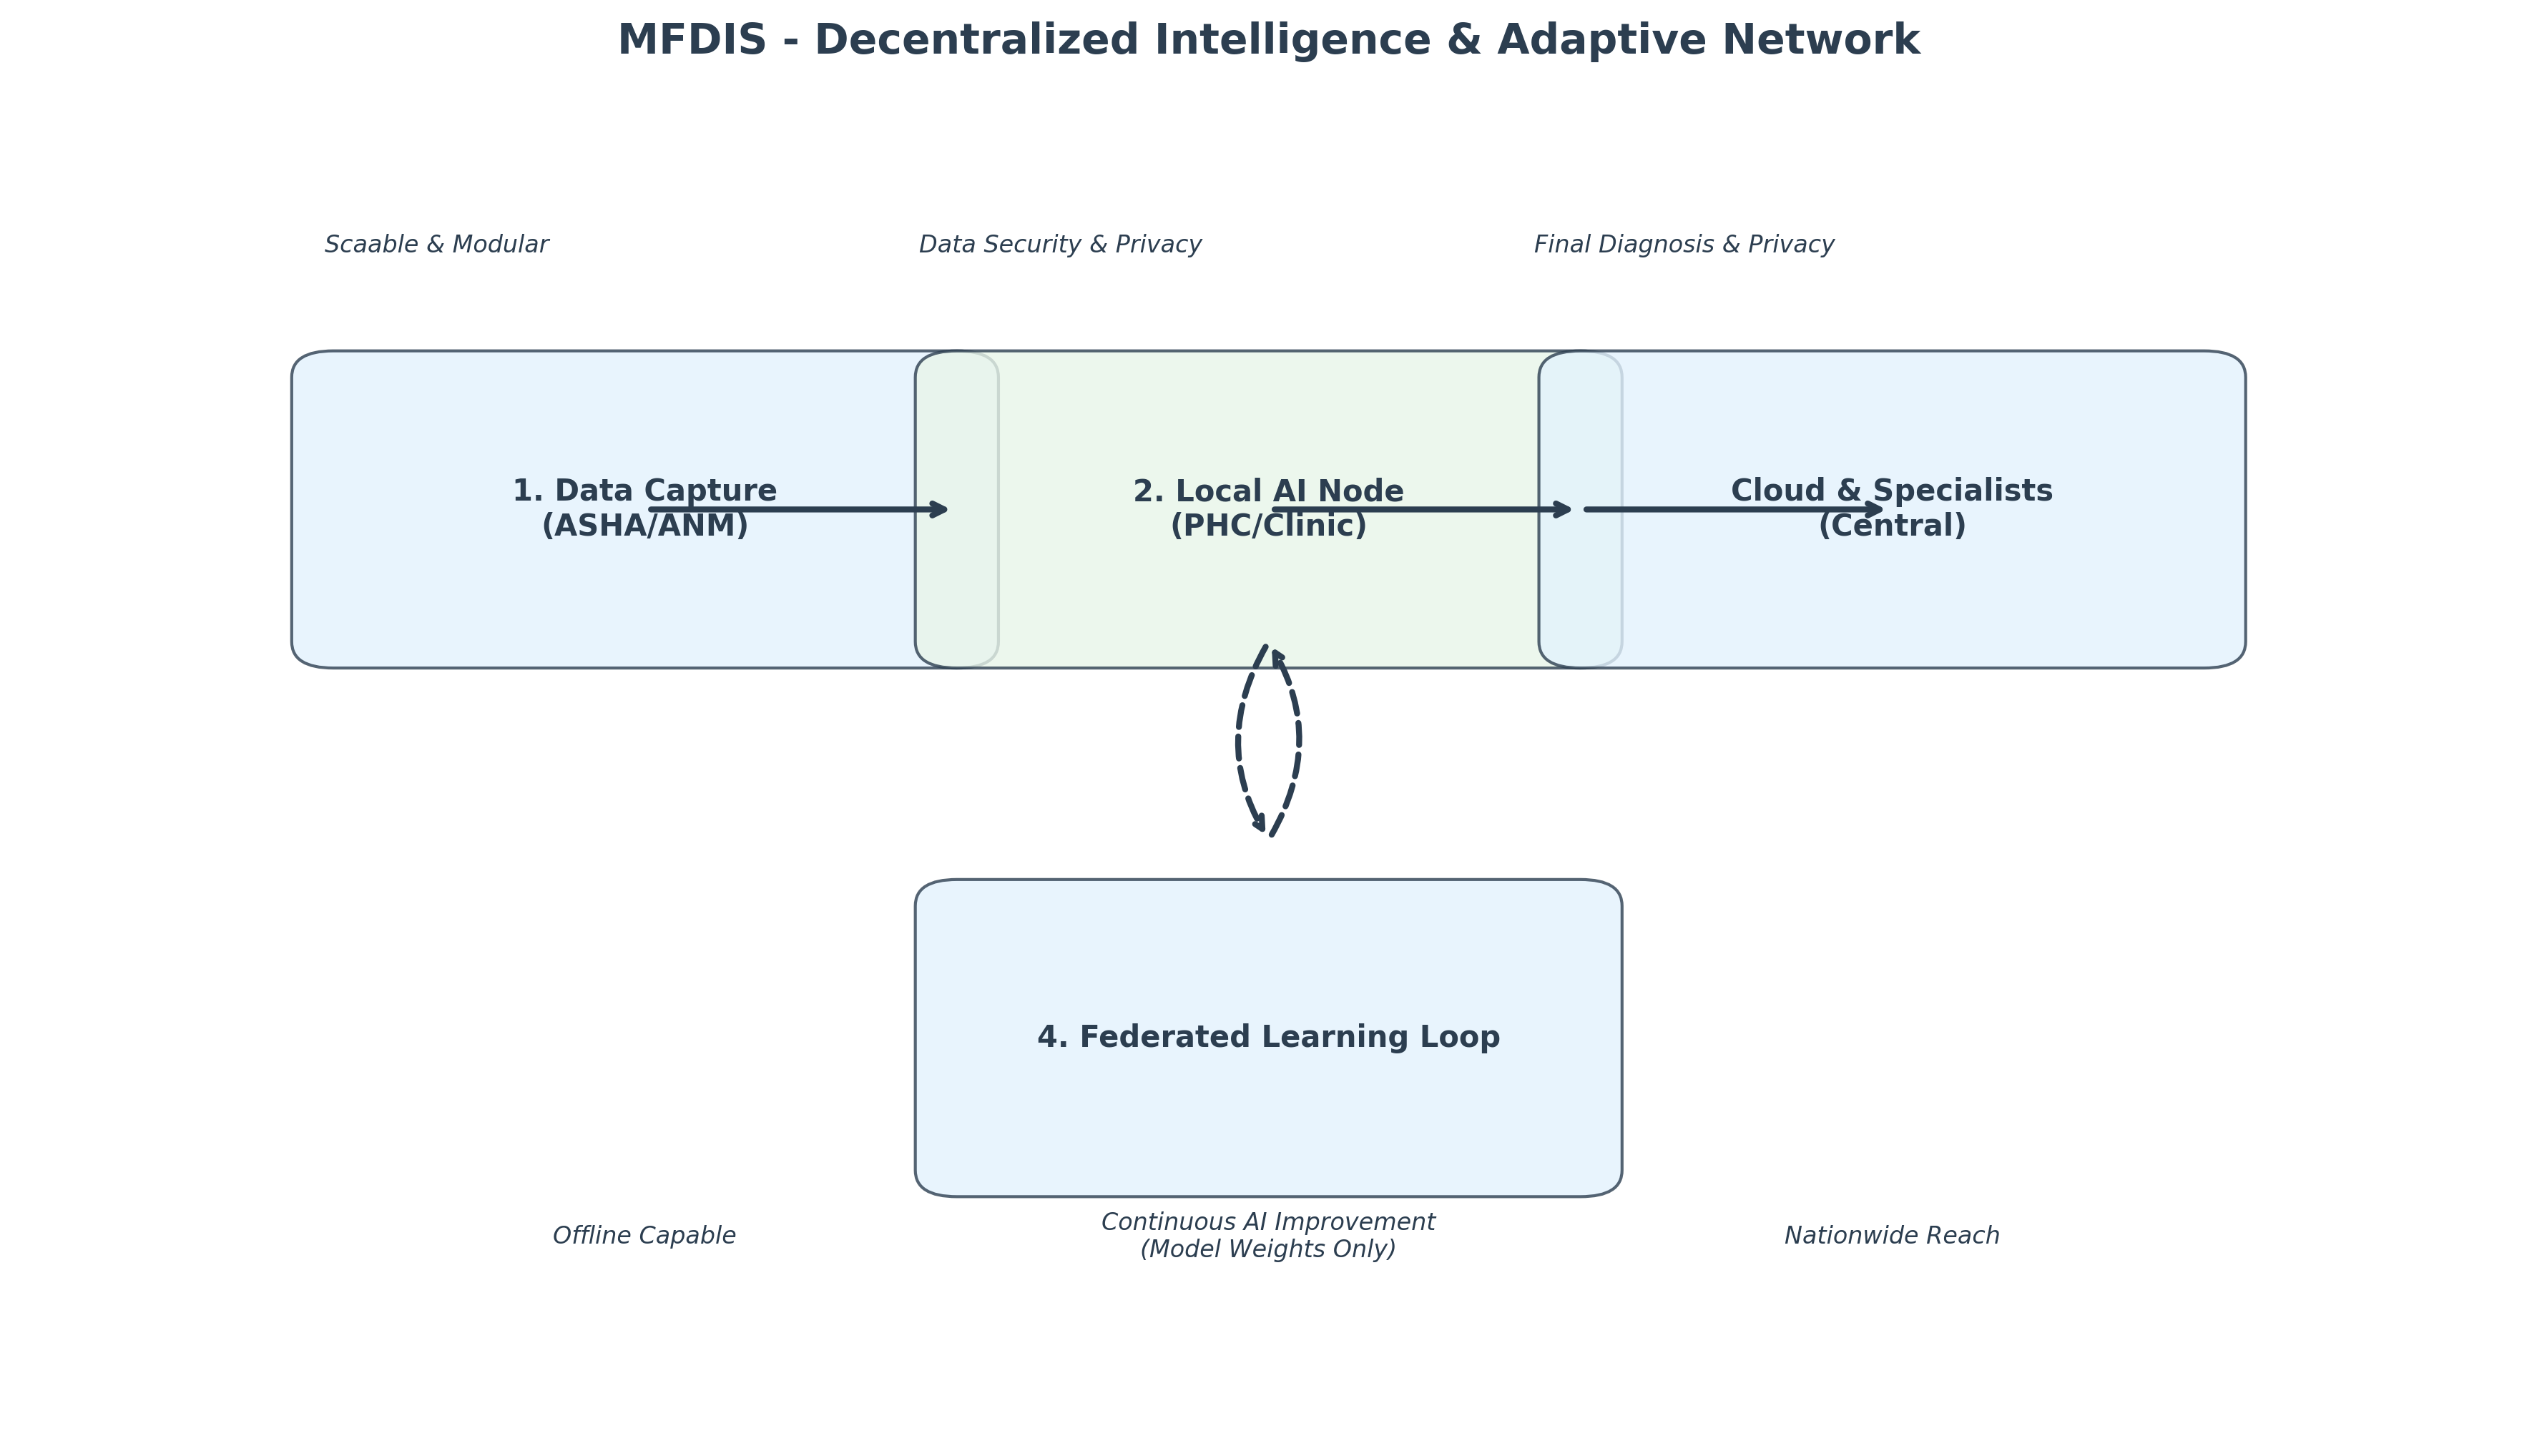 MFDIS - Decentralized Intelligence & Adaptive Network
Scaable & Modular
Data Security & Privacy
Final Diagnosis & Privacy
1. Data Capture
(ASHA/ANM)
2. Local AI Node
(PHC/Clinic)
Cloud & Specialists
(Central)
4. Federated Learning Loop
Offline Capable
Continuous AI Improvement
(Model Weights Only)
Nationwide Reach